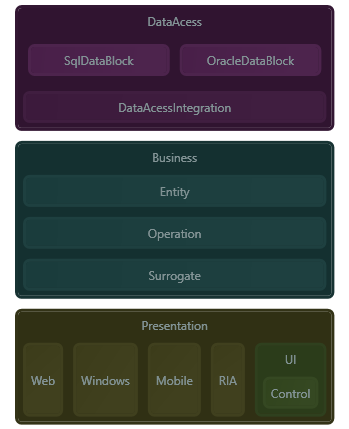 DataAcess
SqlDataBlock OracleDataBlock
DataAcessIntegration
Business
Entity
Operation
Surrogate
Presentation
Web Windows Mobile RIA UI
Control